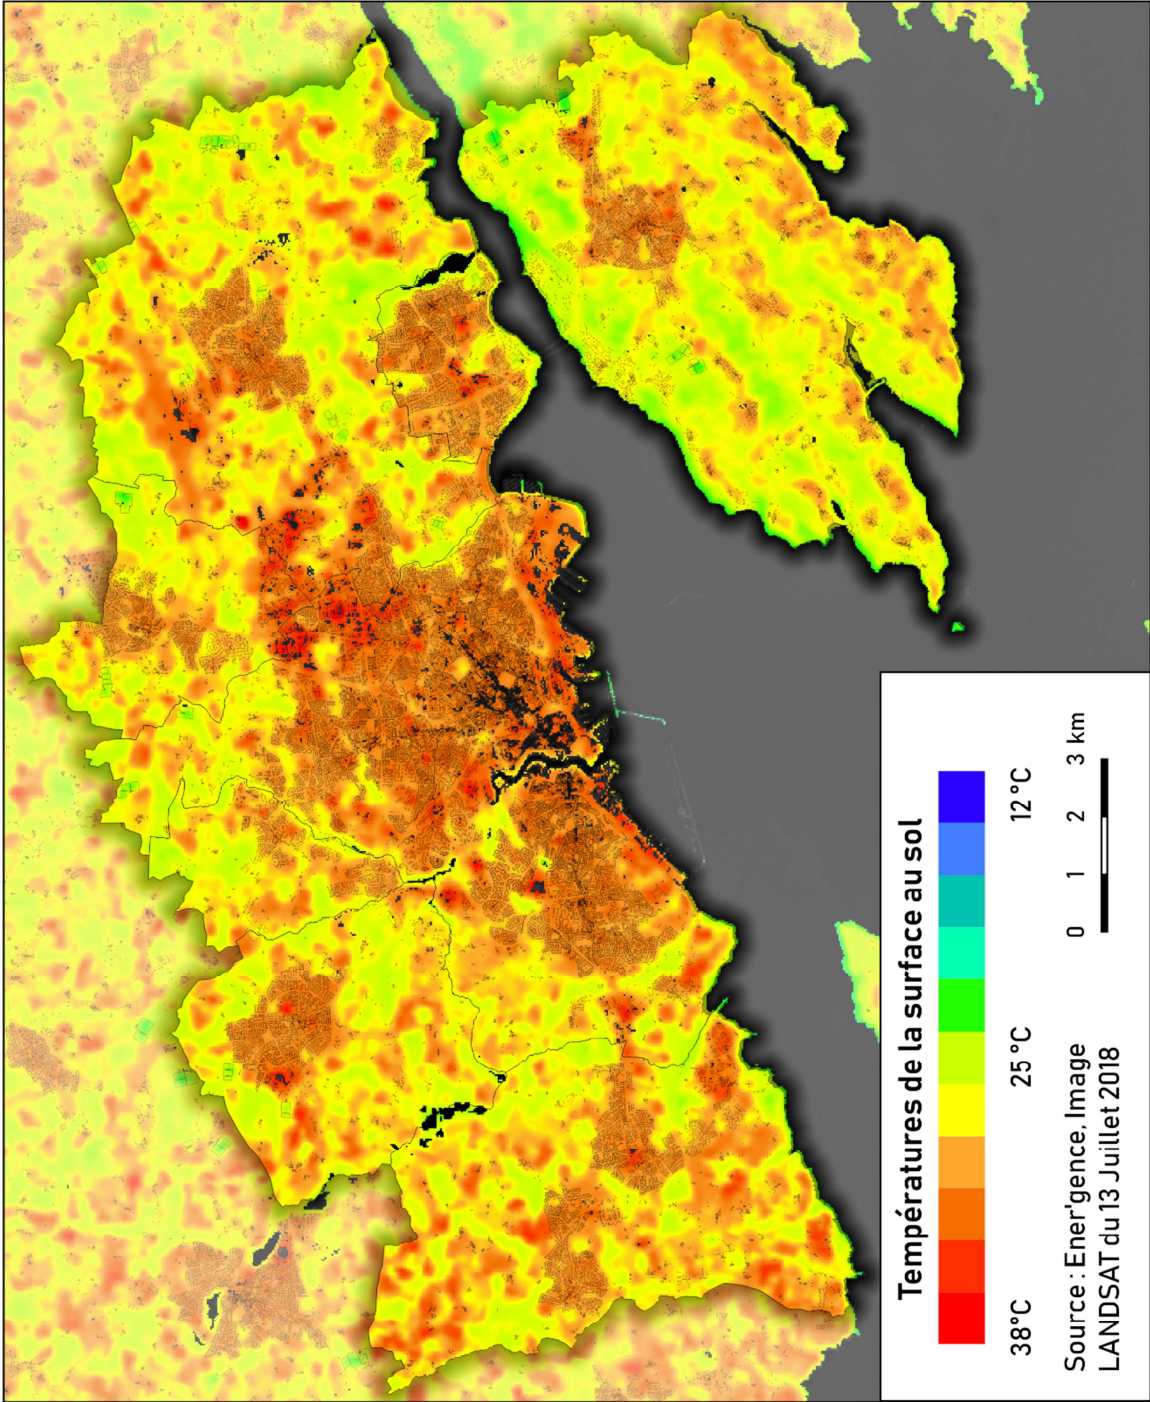 Températures de la surface au sol
38°C
25 °C
12 °C
Source : Ener'gence, Image
LANDSAT du 13 Juillet 2018
0 1 2 3 km